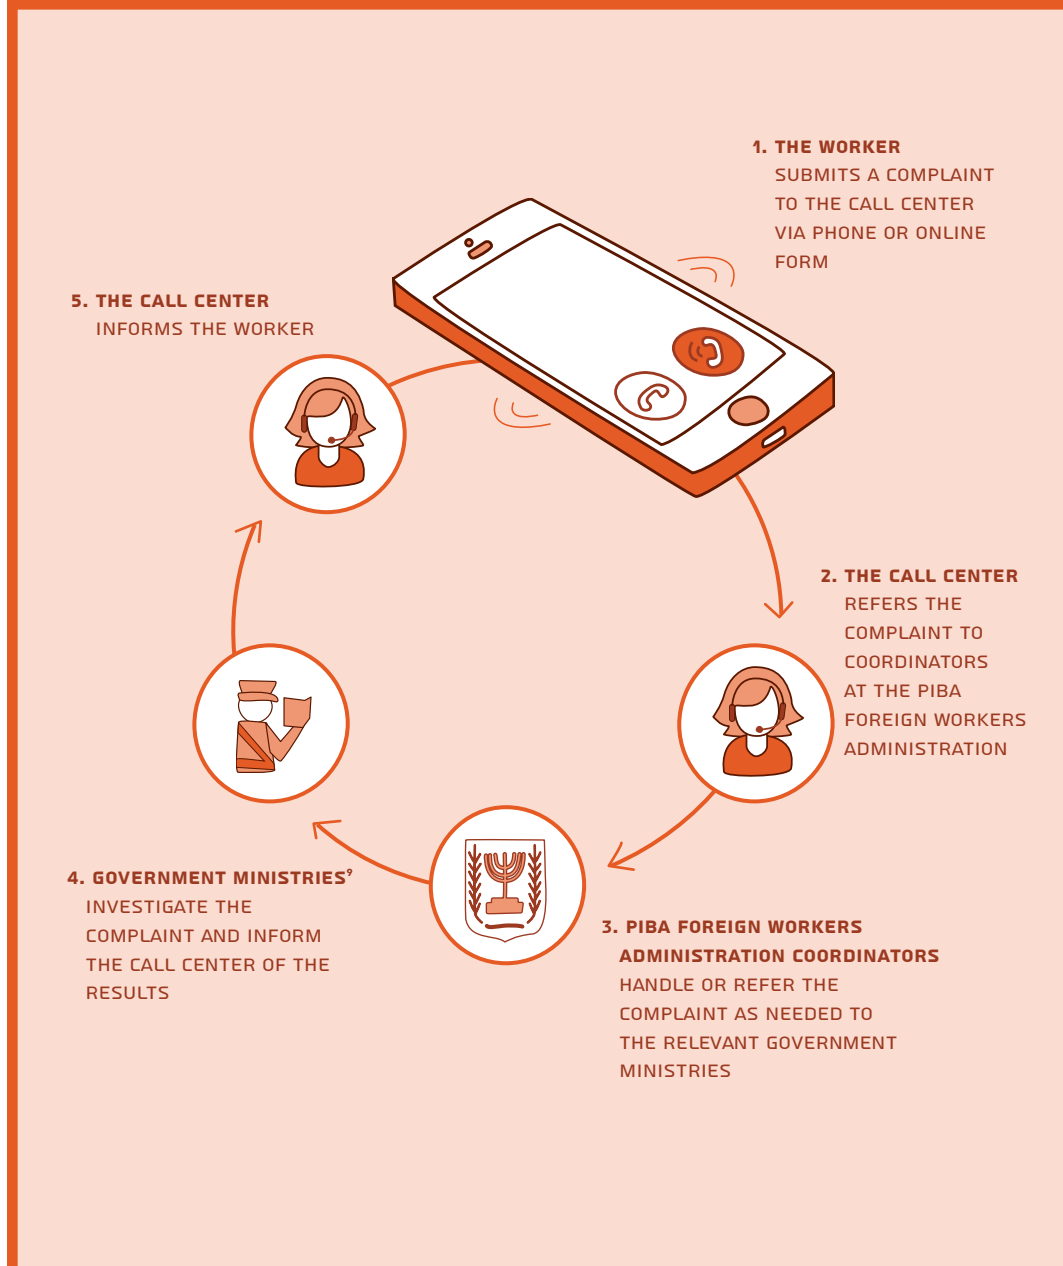 1. THE WORKER
SUBMITS A COMPLAINT
TO THE CALL CENTER
VIA PHONE OR ONLINE
FORM
2. THE CALL CENTER
REFERS THE
COMPLAINT TO
COORDINATORS
AT THE PIBA
FOREIGN WORKERS
ADMINISTRATION
3. PIBA FOREIGN WORKERS
ADMINISTRATION COORDINATORS
HANDLE OR REFER THE
COMPLAINT AS NEEDED TO
THE RELEVANT GOVERNMENT
MINISTRIES
4. GOVERNMENT MINISTRIES⁹
INVESTIGATE THE
COMPLAINT AND INFORM
THE CALL CENTER OF THE
RESULTS
5. THE CALL CENTER
INFORMS THE WORKER